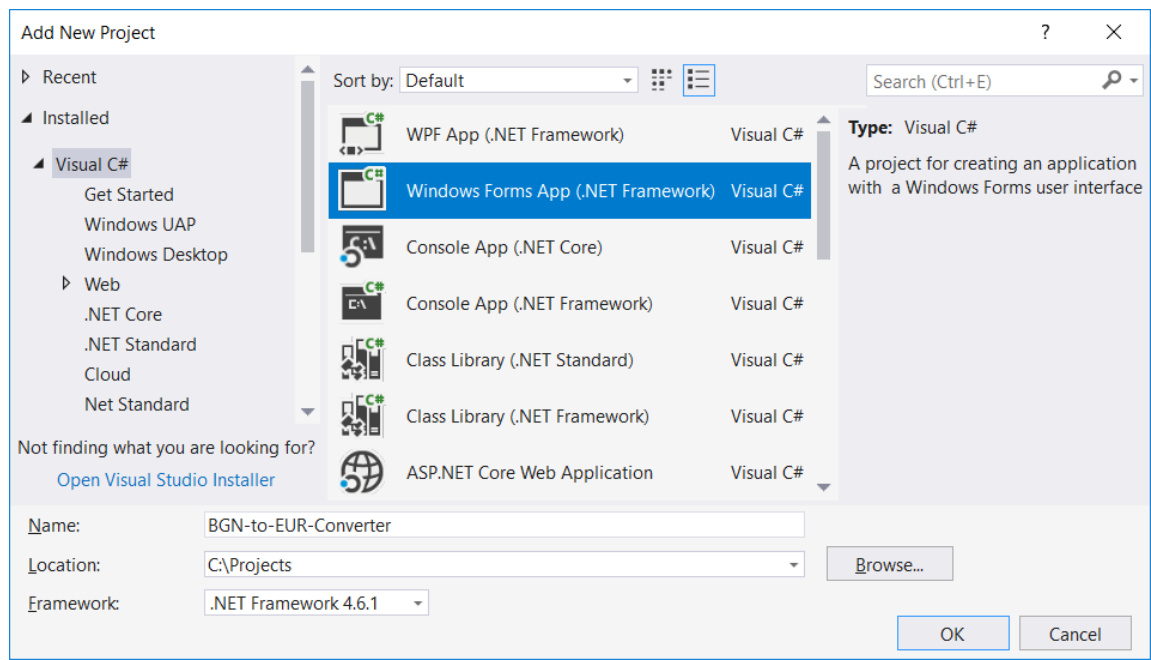 Add New Project
?
Recent
Installed
Visual C#
Get Started
Windows UAP
Windows Desktop
Web
.NET Core
.NET Standard
Cloud
Net Standard
Not finding what you are looking for?
Open Visual Studio Installer
Sort by: Default
Search (Ctrl+E)
C# WPF App (.NET Framework) Visual C#
C# Windows Forms App (.NET Framework) Visual C#
C:\ Console App (.NET Core) Visual C#
C# C:\ Console App (.NET Framework) Visual C#
C# Class Library (.NET Standard) Visual C#
C# Class Library (.NET Framework) Visual C#
ASP.NET Core Web Application Visual C#
Type: Visual C#
A project for creating an application
with a Windows Forms user interface
Name: BGN-to-EUR-Converter
Location: C:\Projects
Browse...
Framework: .NET Framework 4.6.1
OK Cancel